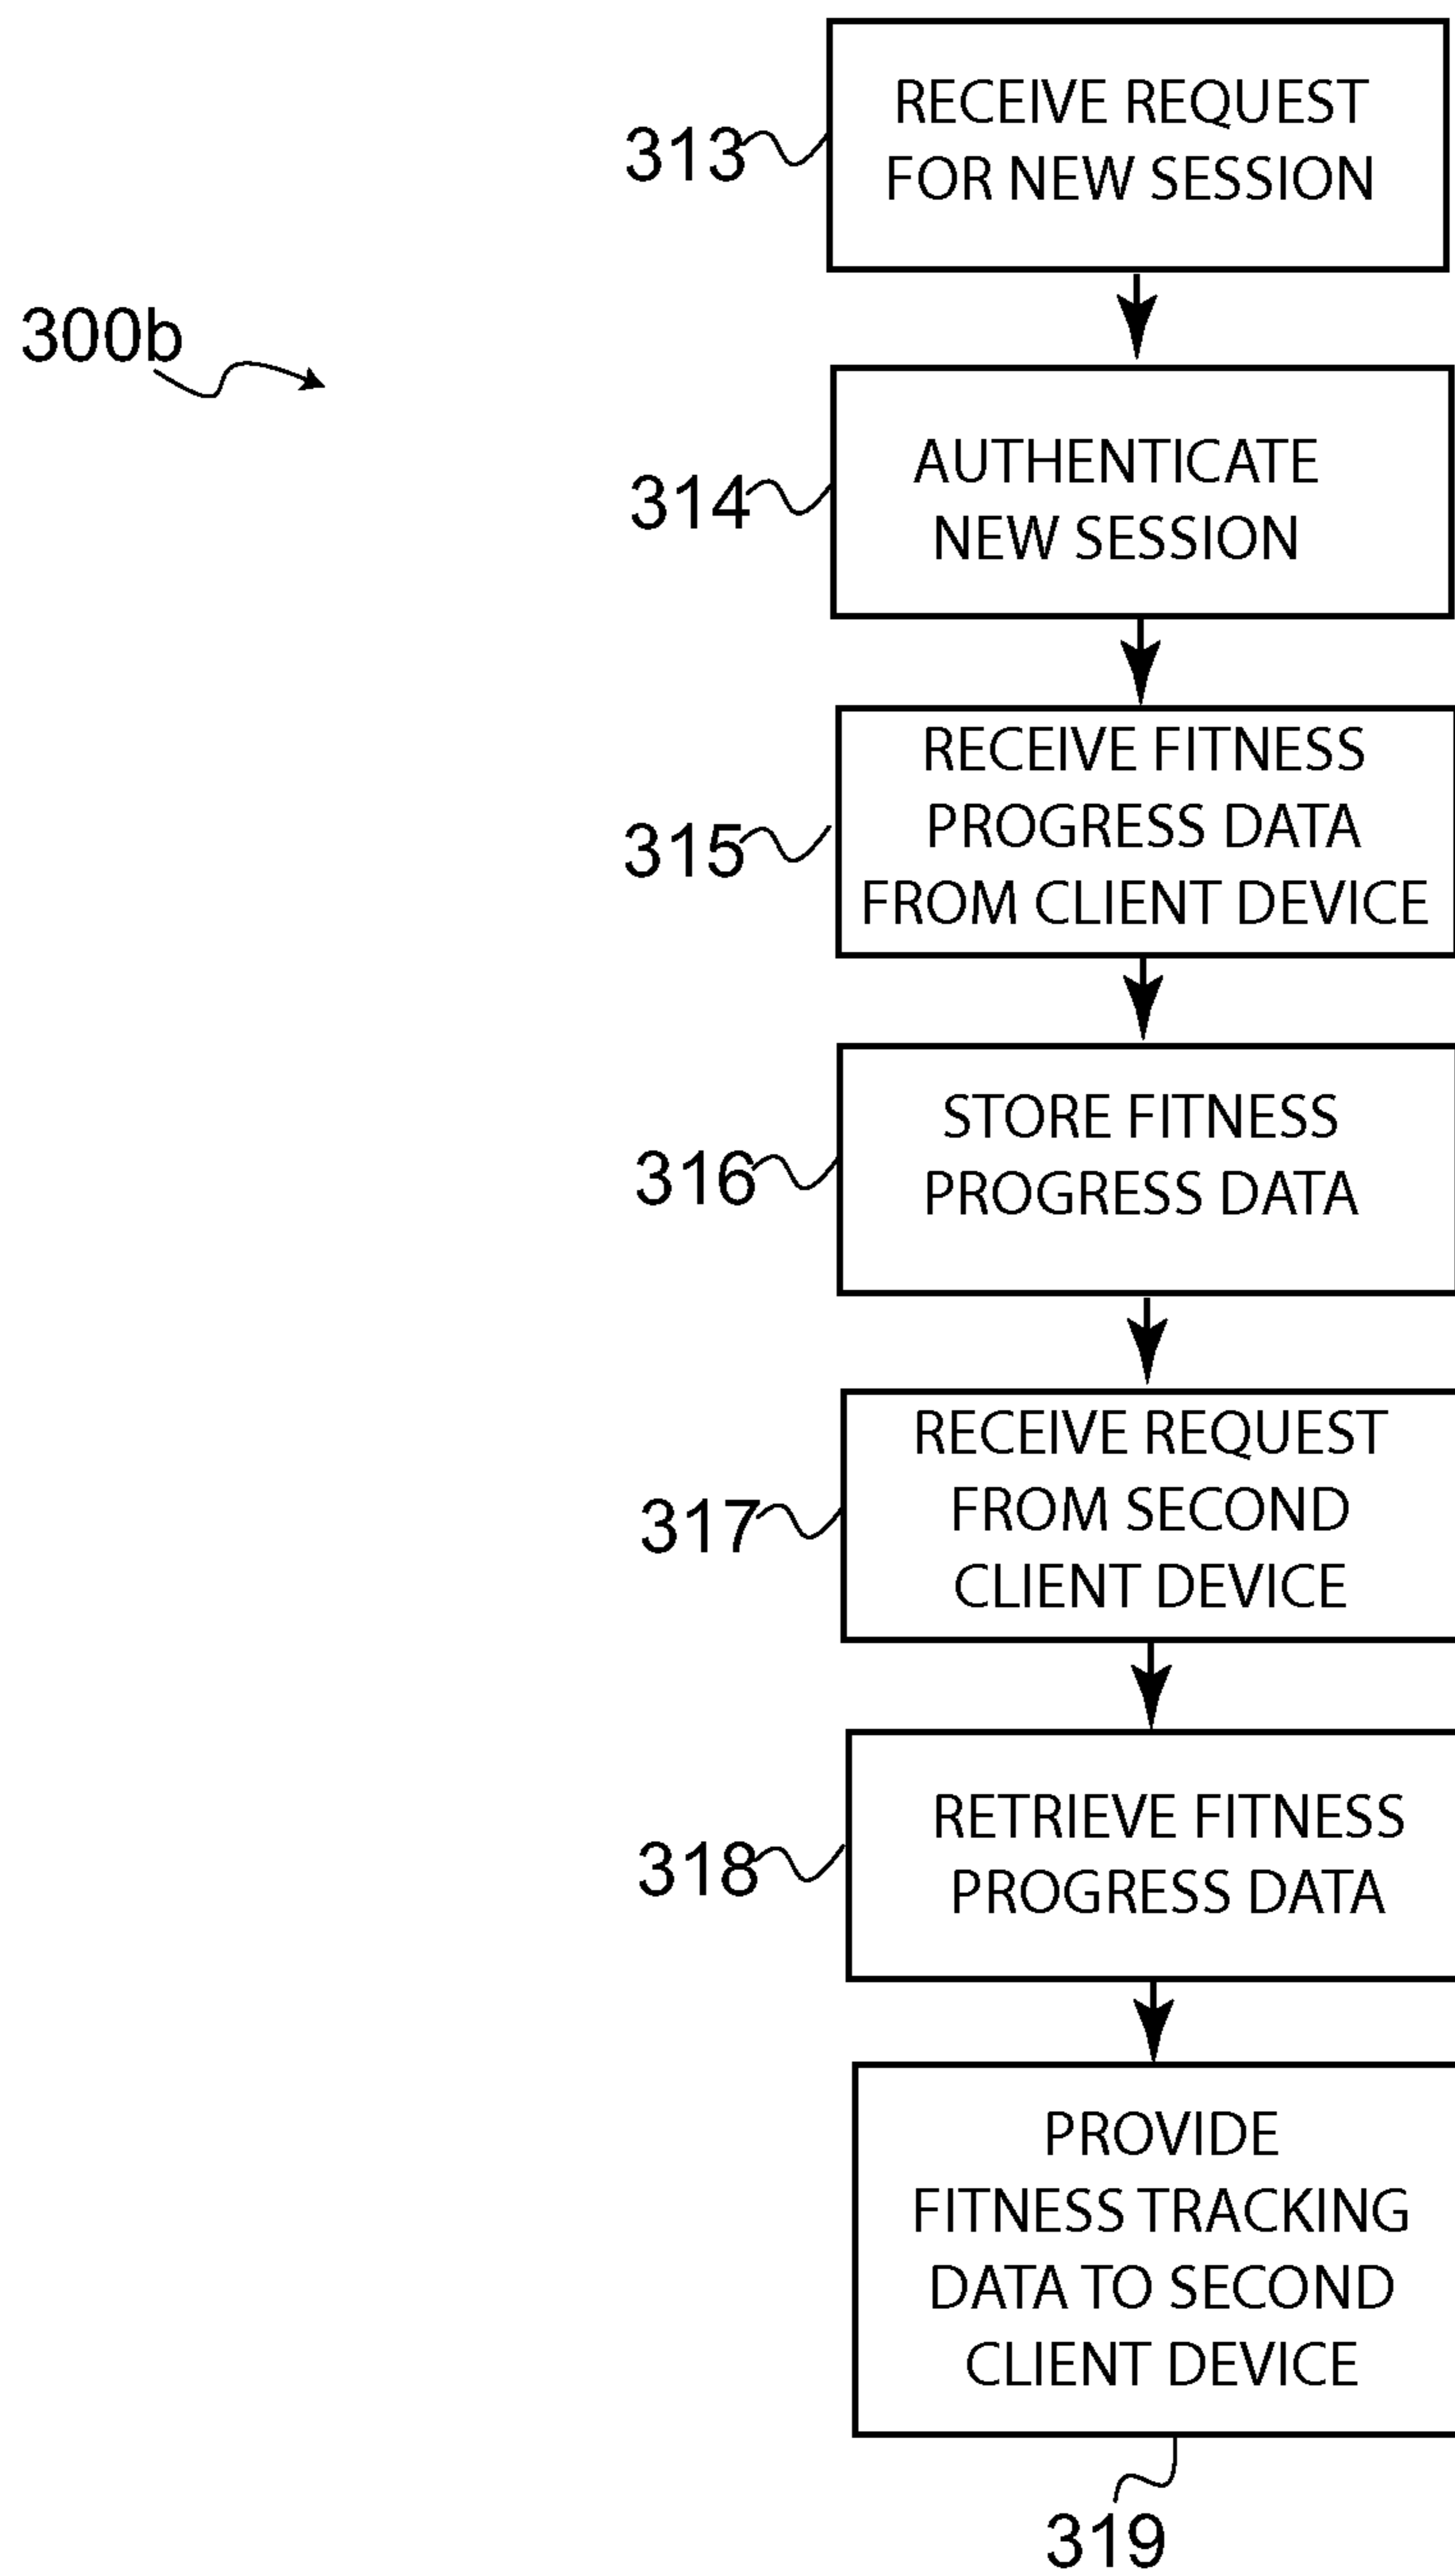 RECEIVE REQUEST
FOR NEW SESSION
313
300b
AUTHENTICATE
NEW SESSION
314
RECEIVE FITNESS
PROGRESS DATA
FROM CLIENT DEVICE
315
STORE FITNESS
PROGRESS DATA
316
RECEIVE REQUEST
FROM SECOND
CLIENT DEVICE
317
RETRIEVE FITNESS
PROGRESS DATA
318
PROVIDE
FITNESS TRACKING
DATA TO SECOND
CLIENT DEVICE
319